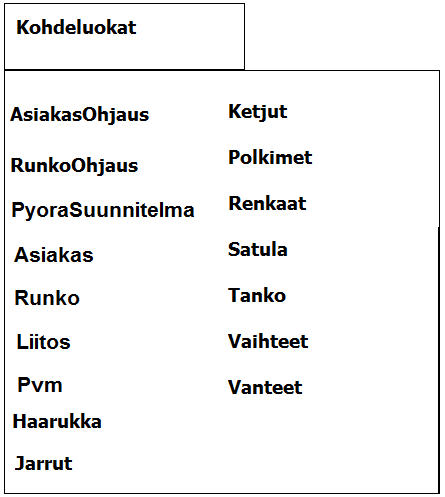 Kohdeluokat
AsiakasOhjaus
RunkoOhjaus
PyoraSuunnitelma
Asiakas
Runko
Liitos
Pvm
Haarukka
Jarrut
Ketjut
Polkimet
Renkaat
Satula
Tanko
Vaihteet
Vanteet